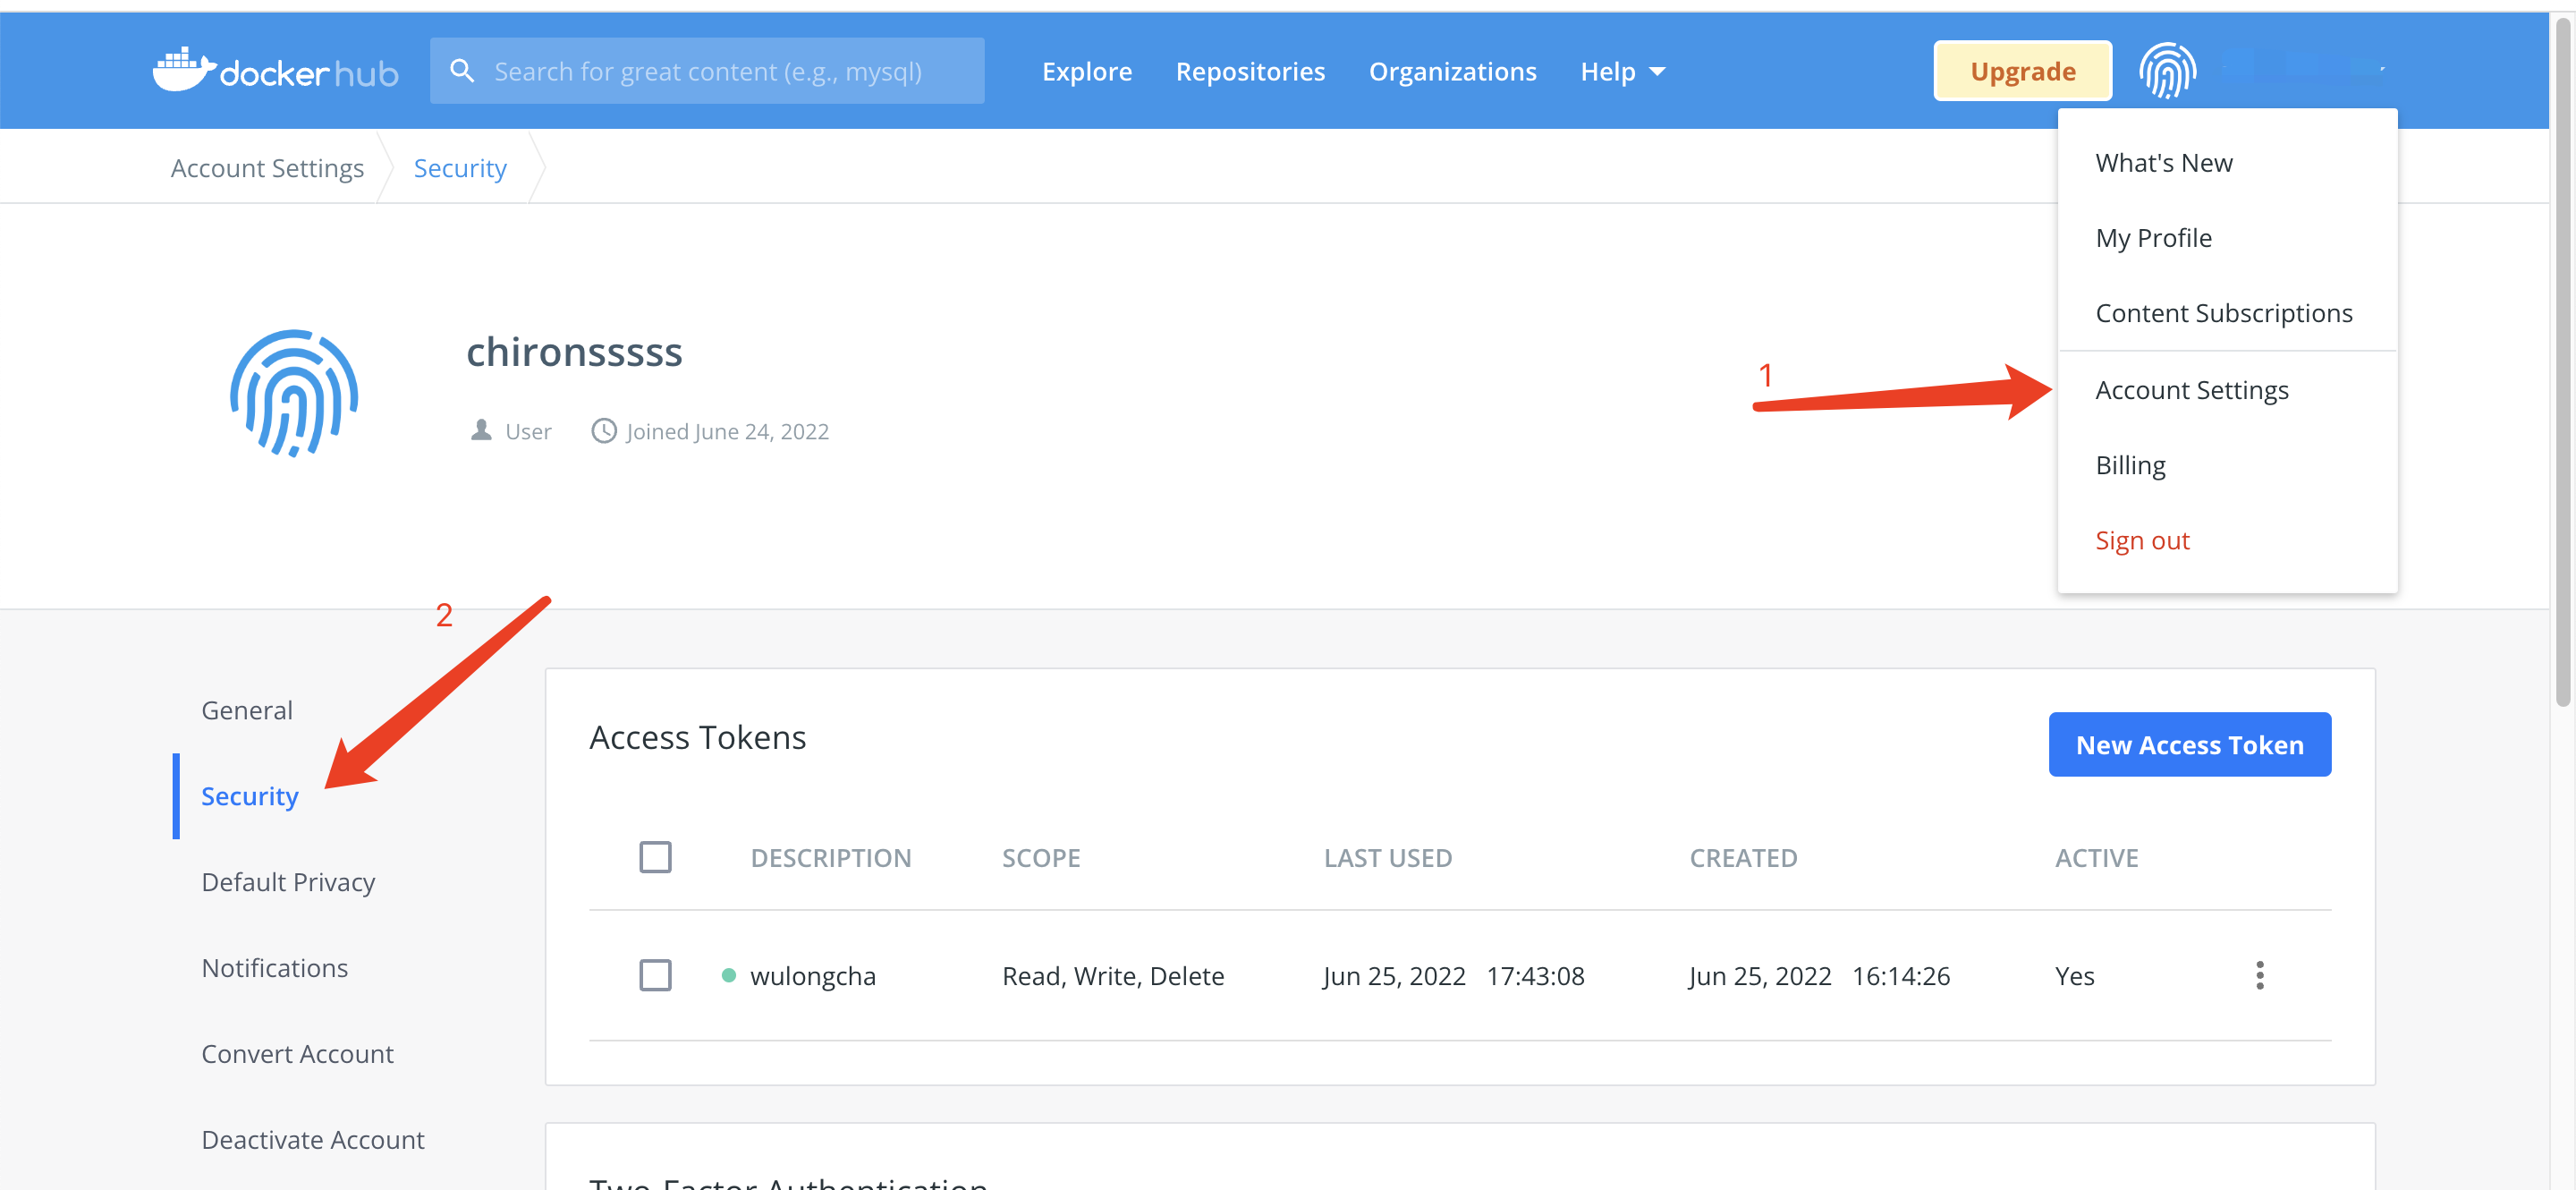 docker hub
Search for great content (e.g., mysql)
Explore
Repositories
Organizations
Help
Upgrade
Account Settings
Security
What's New
My Profile
Content Subscriptions
Account Settings
Billing
Sign out
1
chironsssss
User
Joined June 24, 2022
2
General
Security
Default Privacy
Notifications
Convert Account
Deactivate Account
Access Tokens
New Access Token
DESCRIPTION SCOPE LAST USED CREATED ACTIVE
wulongcha Read, Write, Delete Jun 25, 2022 17:43:08 Jun 25, 2022 16:14:26 Yes
Two-Factor Authentication